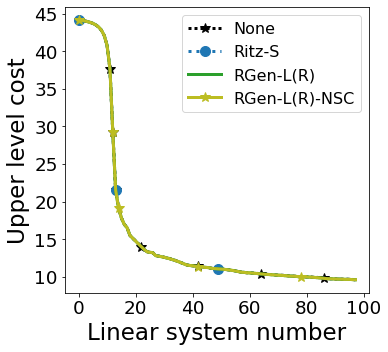 Upper level cost
45
40
35
30
25
20
15
10
None
Ritz-S
RGen-L(R)
RGen-L(R)-NSC
0 20 40 60 80 100
Linear system number